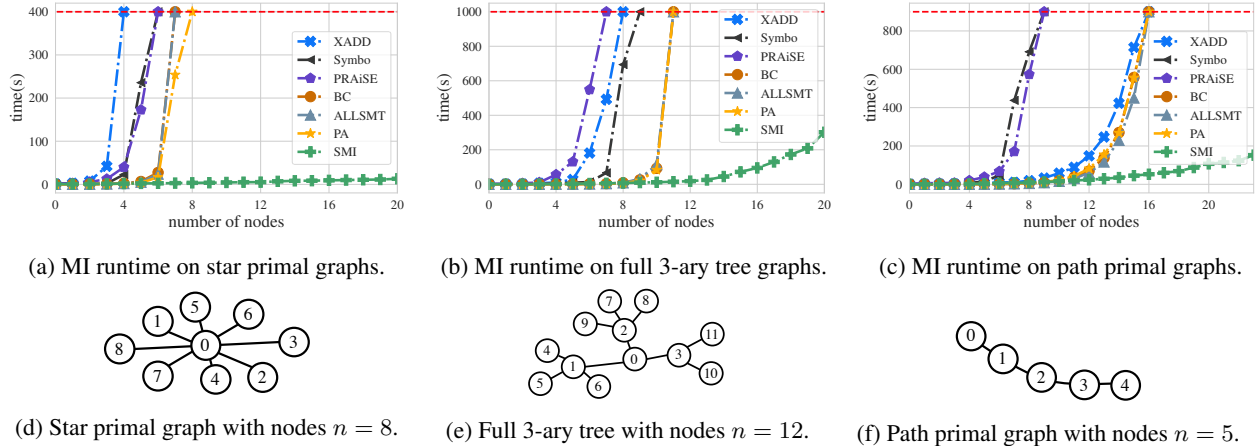 400
300
200
100
0
time(s)
0
4
8
12
16
20
number of nodes
XADD
Symbo
PRAiSE
BC
ALLSMT
PA
SMI
(a) MI runtime on star primal graphs.
1000
800
600
400
200
0
time(s)
0
4
8
12
16
20
number of nodes
XADD
Symbo
PRAiSE
BC
ALLSMT
PA
SMI
(b) MI runtime on full 3-ary tree graphs.
800
600
400
200
0
time(s)
0
4
8
12
16
20
number of nodes
XADD
Symbo
PRAiSE
BC
ALLSMT
PA
SMI
(c) MI runtime on path primal graphs.
5
1
6
8
0
3
7
4
2
(d) Star primal graph with nodes n = 8.
7
8
9
2
11
4
1
0
3
5
6
10
(e) Full 3-ary tree with nodes n = 12.
0
1
2
3
4
(f) Path primal graph with nodes n = 5.